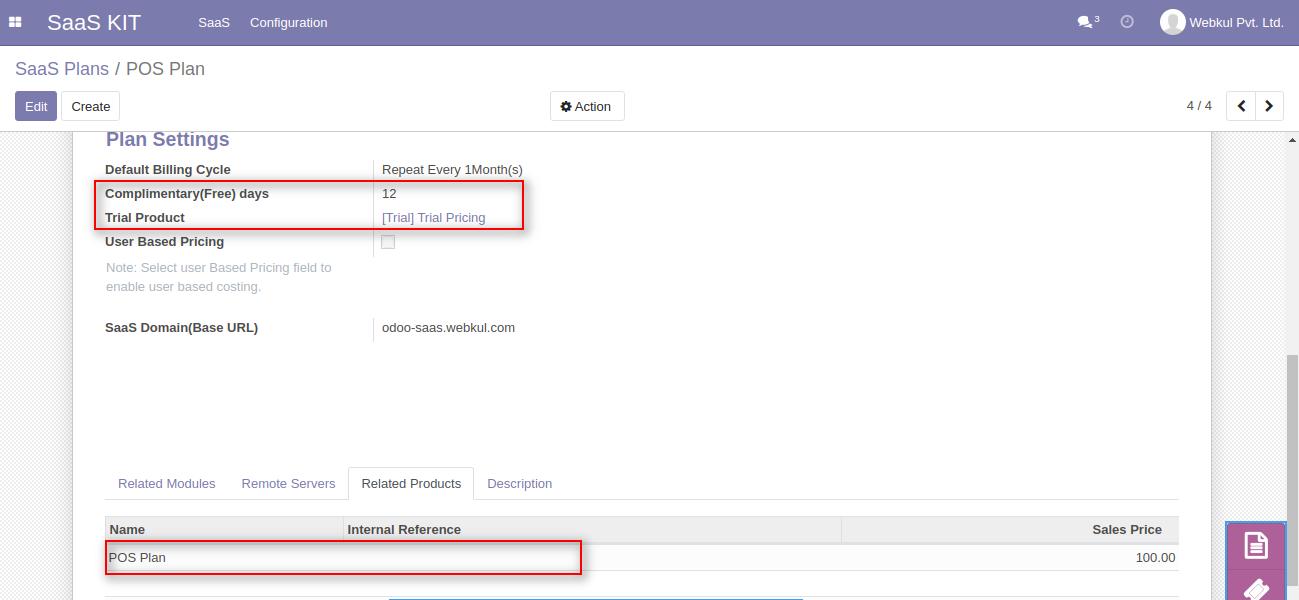 SaaS KIT SaaS Configuration 3 Webkul Pvt. Ltd.
SaaS Plans / POS Plan
Edit Create Action 4 / 4
Plan Settings
Default Billing Cycle Repeat Every 1Month(s)
Complimentary(Free) days 12
Trial Product [Trial] Trial Pricing
User Based Pricing
Note: Select user Based Pricing field to
enable user based costing.
SaaS Domain(Base URL) odoo-saas.webkul.com
Related Modules Remote Servers Related Products Description
Name Internal Reference Sales Price
POS Plan 100.00